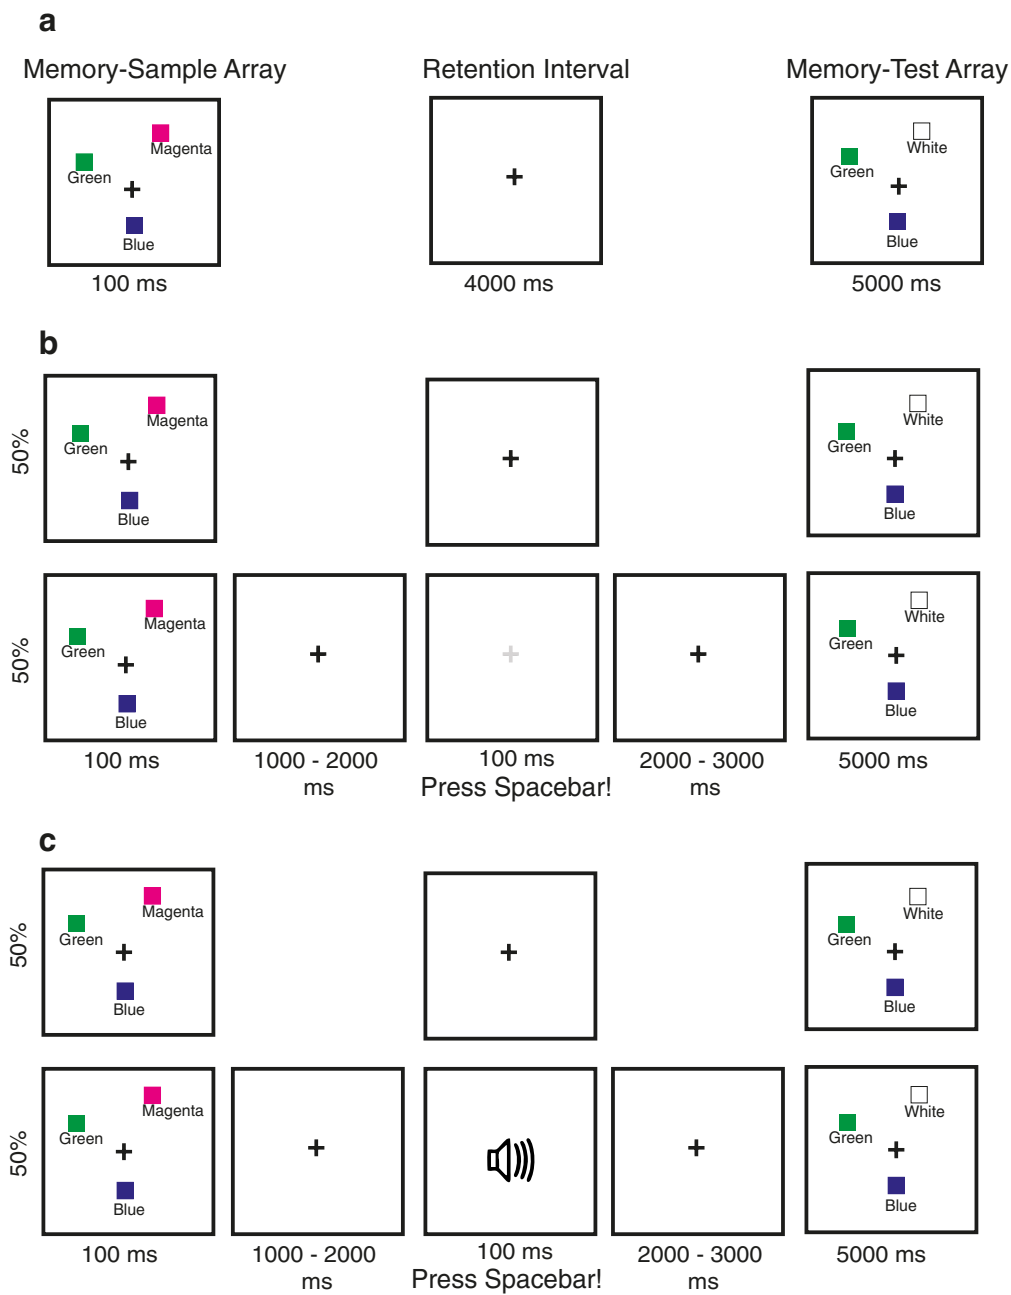 a
Memory-Sample Array
Retention Interval
Memory-Test Array
Magenta
Green
Blue
White
Green
Blue
100 ms
4000 ms
5000 ms
b
50%
Magenta
Green
Blue
White
Green
Blue
50%
Magenta
Green
Blue
White
Green
Blue
100 ms
1000 - 2000
ms
100 ms
Press Spacebar!
2000 - 3000
ms
5000 ms
c
50%
Magenta
Green
Blue
White
Green
Blue
50%
Magenta
Green
Blue
White
Green
Blue
100 ms
1000 - 2000
ms
100 ms
Press Spacebar!
2000 - 3000
ms
5000 ms